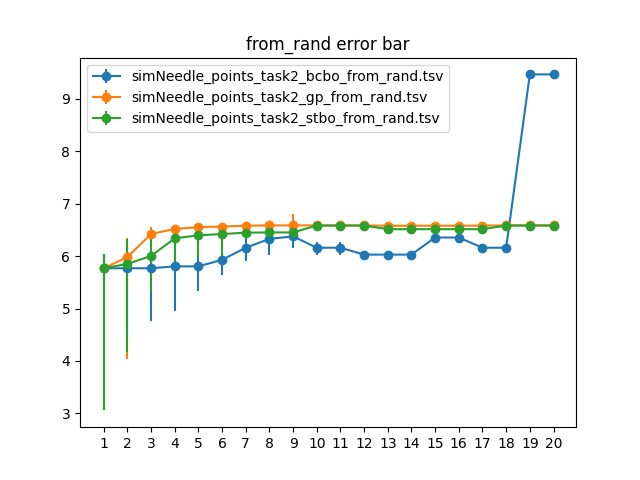 from_rand error bar
simNeedle_points_task2_bcbo_from_rand.tsv
simNeedle_points_task2_gp_from_rand.tsv
simNeedle_points_task2_stbo_from_rand.tsv
9
8
7
6
5
4
3
1 2 3 4 5 6 7 8 9 10 11 12 13 14 15 16 17 18 19 20